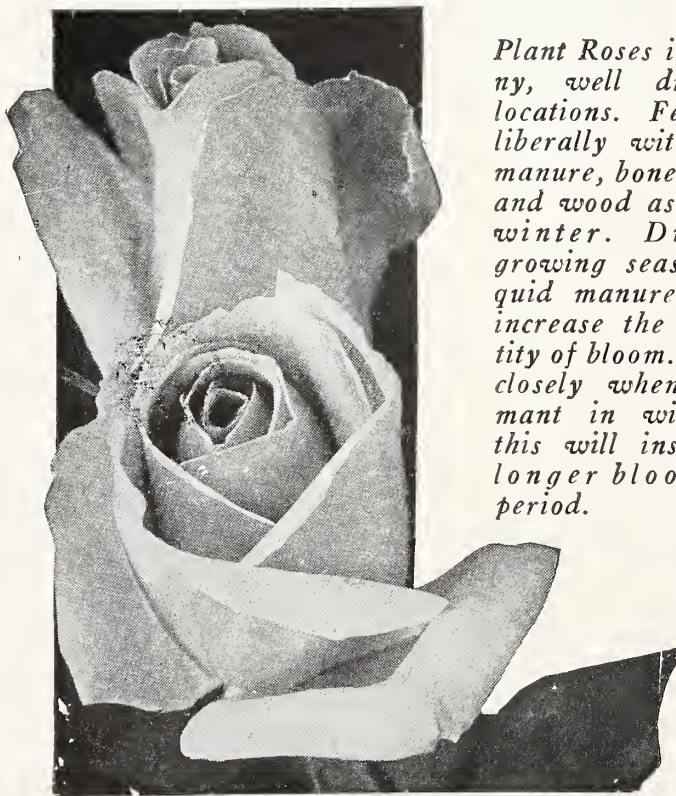 Plant Roses i
ny, well di
locations. Fe
liberally wit
manure, bone
and wood as
winter. Di
growing seas
quid manure
increase the
tity of bloom.
closely when
mant in wi
this will ins
longer bloo
period.